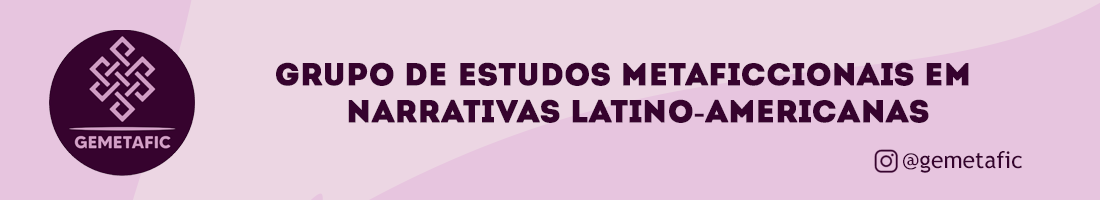 GEMETAFIC
GRUPO DE ESTUDOS METAFICCIONAIS EM
NARRATIVAS LATINO-AMERICANAS
@gemetafic